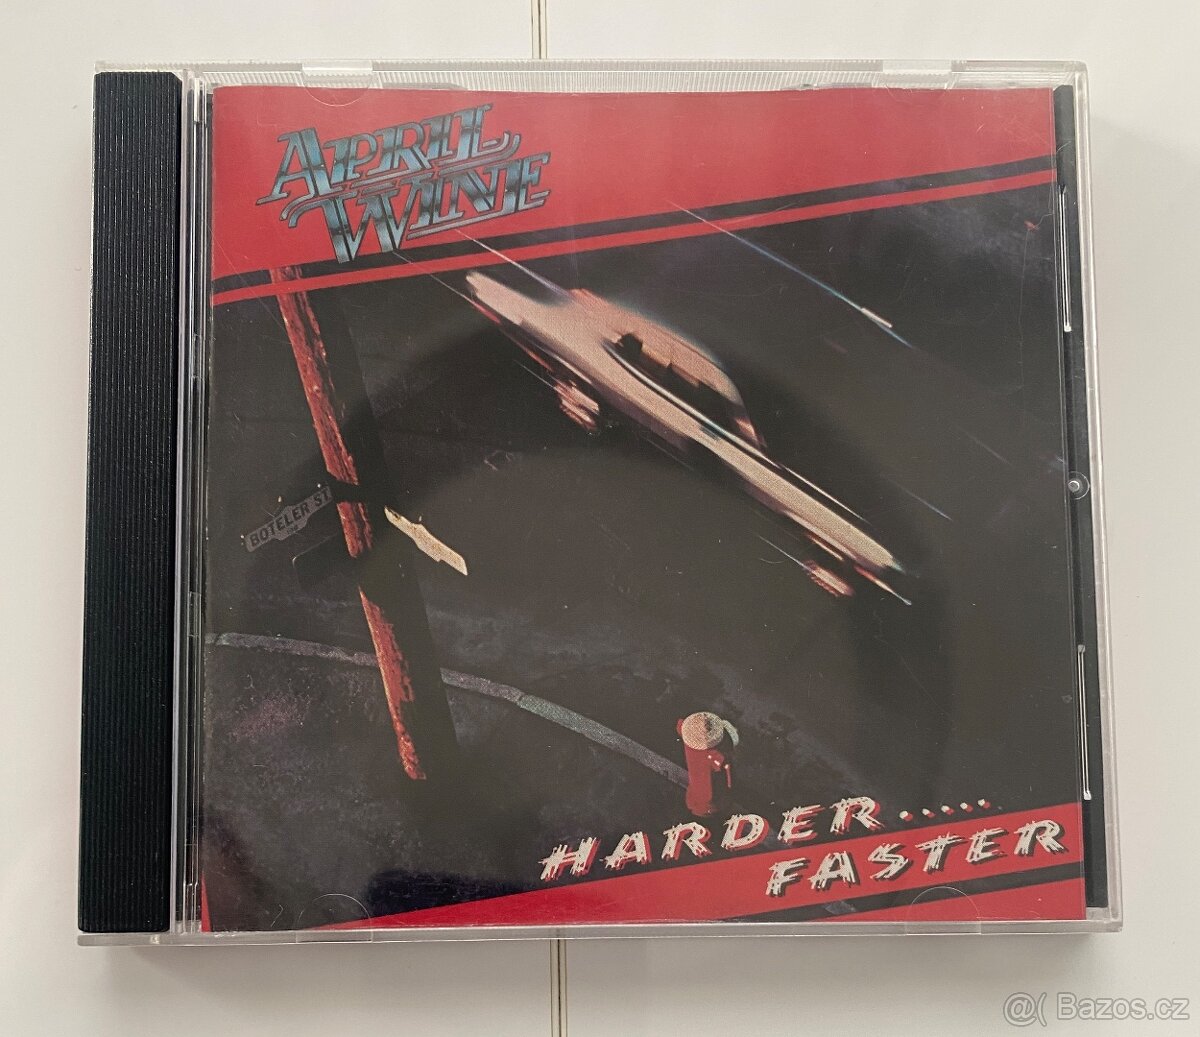 APRIL
WINE
BOTELER ST.
HARDER.....
FASTER
@( Bazos.cz